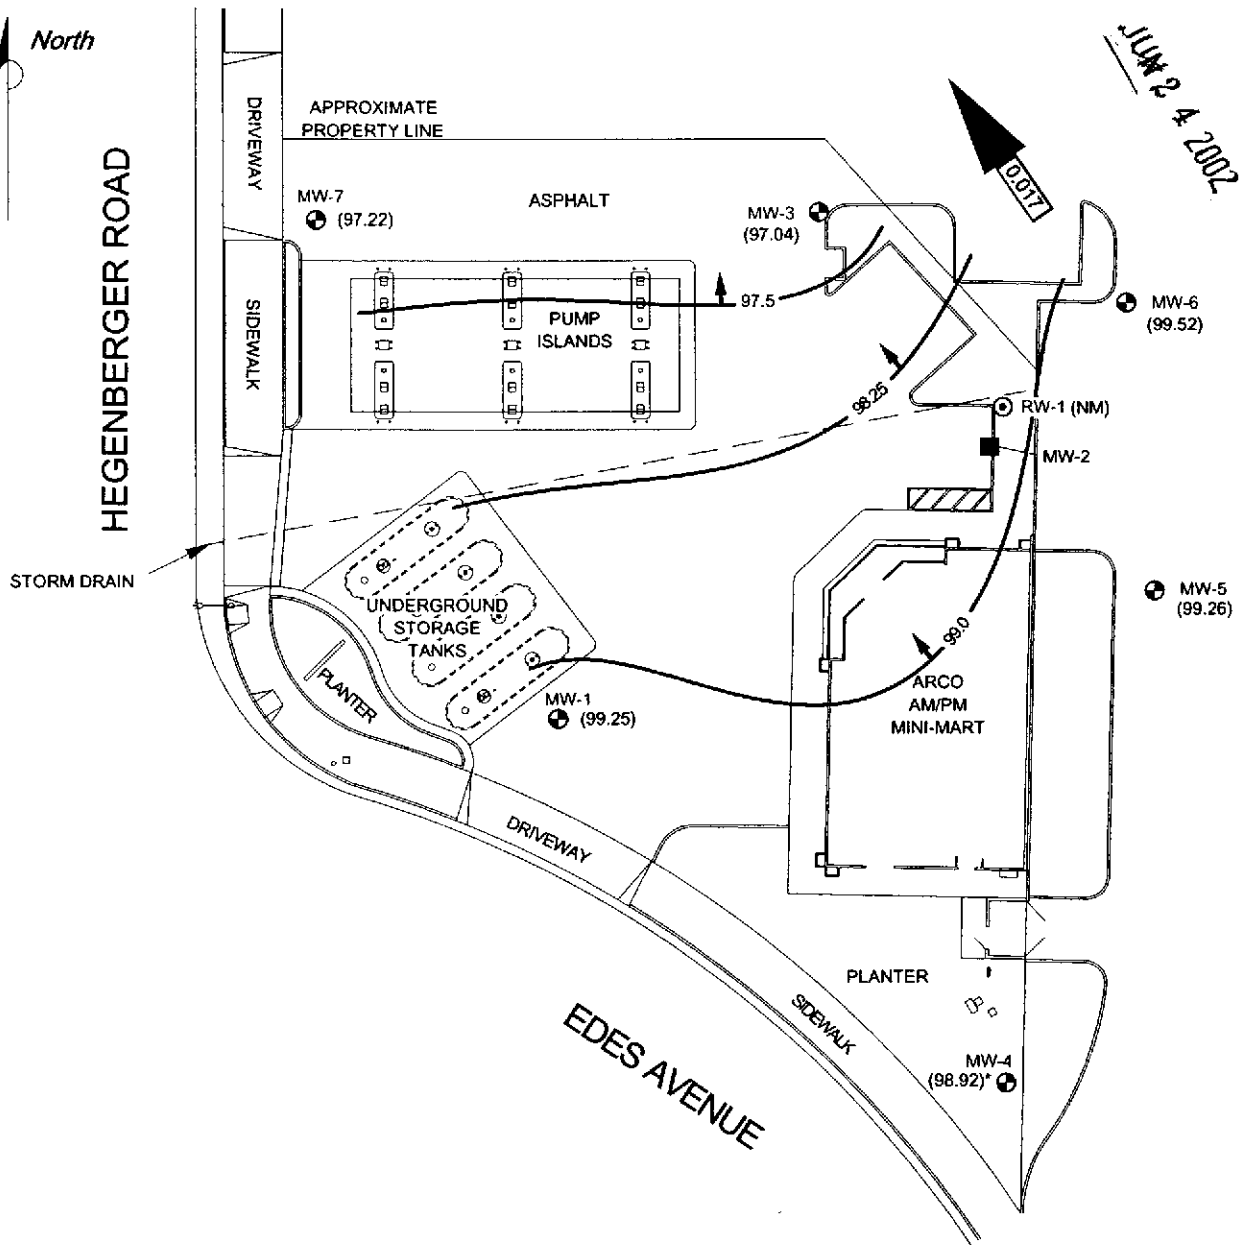 North
JUN 24 2002
APPROXIMATE
PROPERTY LINE
DRIVEWAY
HEGENBERGER ROAD
MW-7
(97.22)
ASPHALT
MW-3
(97.04)
0.017
SIDEWALK
97.5
PUMP
ISLANDS
MW-6
(99.52)
98.25
RW-1 (NM)
MW-2
STORM DRAIN
UNDERGROUND
STORAGE
TANKS
MW-5
(99.26)
99.0
PLANTER
MW-1
(99.25)
ARCO
AM/PM
MINI-MART
DRIVEWAY
PLANTER
SIDEWALK
EDES AVENUE
MW-4
(98.92)*